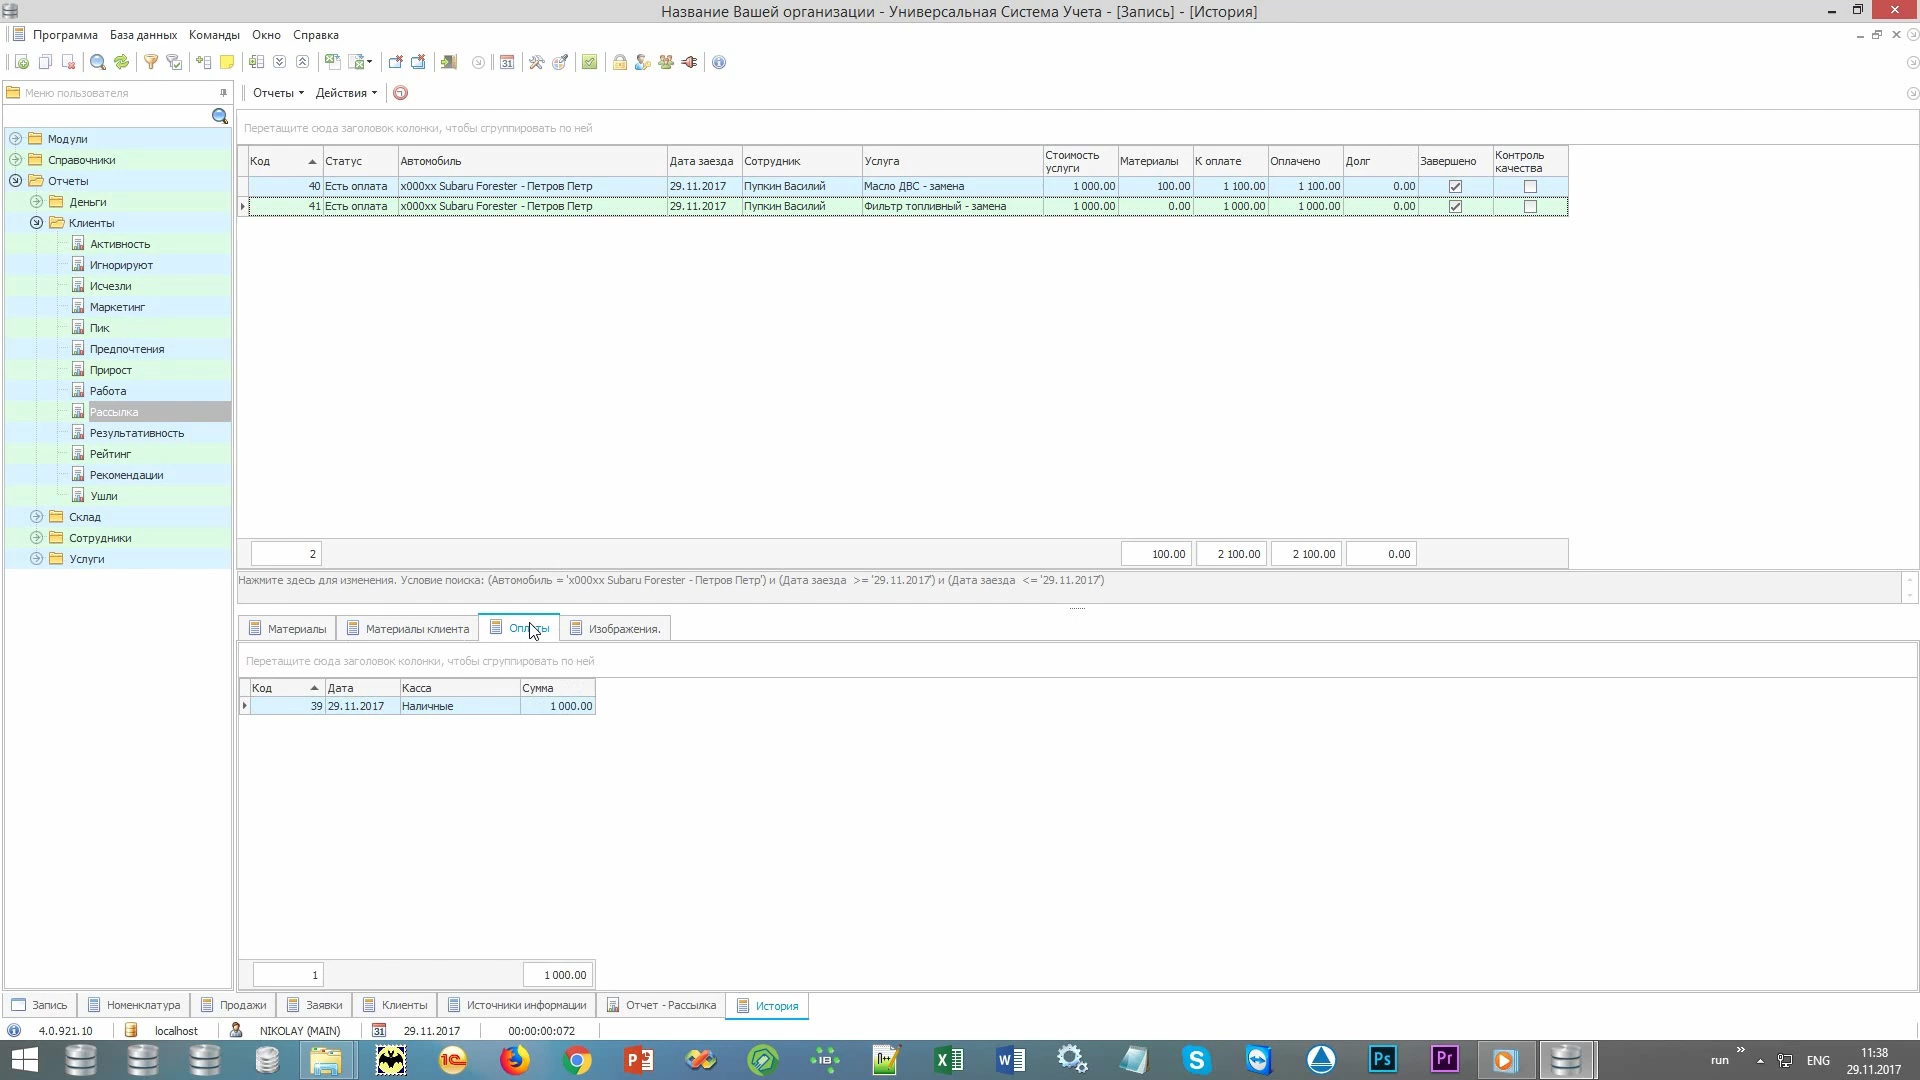 Название Вашей организации - Универсальная Система Учета - [Запись] - [История]
Программа База данных Команды Окно Справка
Меню пользователя
Отчеты Действия
Модули
Справочники
Отчеты
Деньги
Клиенты
Активность
Игнорируют
Исчезли
Маркетинг
Пик
Предпочтения
Прирост
Работа
Рассылка
Результативность
Рейтинг
Рекомендации
Ушли
Склад
Сотрудники
Услуги
Перетащите сюда заголовок колонки, чтобы сгруппировать по ней
Код Статус Автомобиль Дата заезда Сотрудник Услуга Стоимость услуги Материалы К оплате Оплачено Долг Завершено Контроль качества
40 Есть оплата x000xx Subaru Forester - Петров Петр 29.11.2017 Пупкин Василий Масло ДВС - замена 1 000.00 100.00 1 100.00 1 100.00 0.00
41 Есть оплата x000xx Subaru Forester - Петров Петр 29.11.2017 Пупкин Василий Фильтр топливный - замена 1 000.00 0.00 1 000.00 1 000.00 0.00
2 100.00 2 100.00 2 100.00 0.00
Нажмите здесь для изменения. Условие поиска: (Автомобиль = 'x000xx Subaru Forester - Петров Петр') и (Дата заезда >= '29.11.2017') и (Дата заезда <= '29.11.2017')
Материалы Материалы клиента Оплаты Изображения.
Перетащите сюда заголовок колонки, чтобы сгруппировать по ней
Код Дата Касса Сумма
39 29.11.2017 Наличные 1 000.00
1 1 000.00
Запись Номенклатура Продажи Заявки Клиенты Источники информации Отчет - Рассылка История
4.0.921.10 localhost NIKOLAY (MAIN) 31 29.11.2017 00:00:00:072
run ENG 11:38
29.11.2017